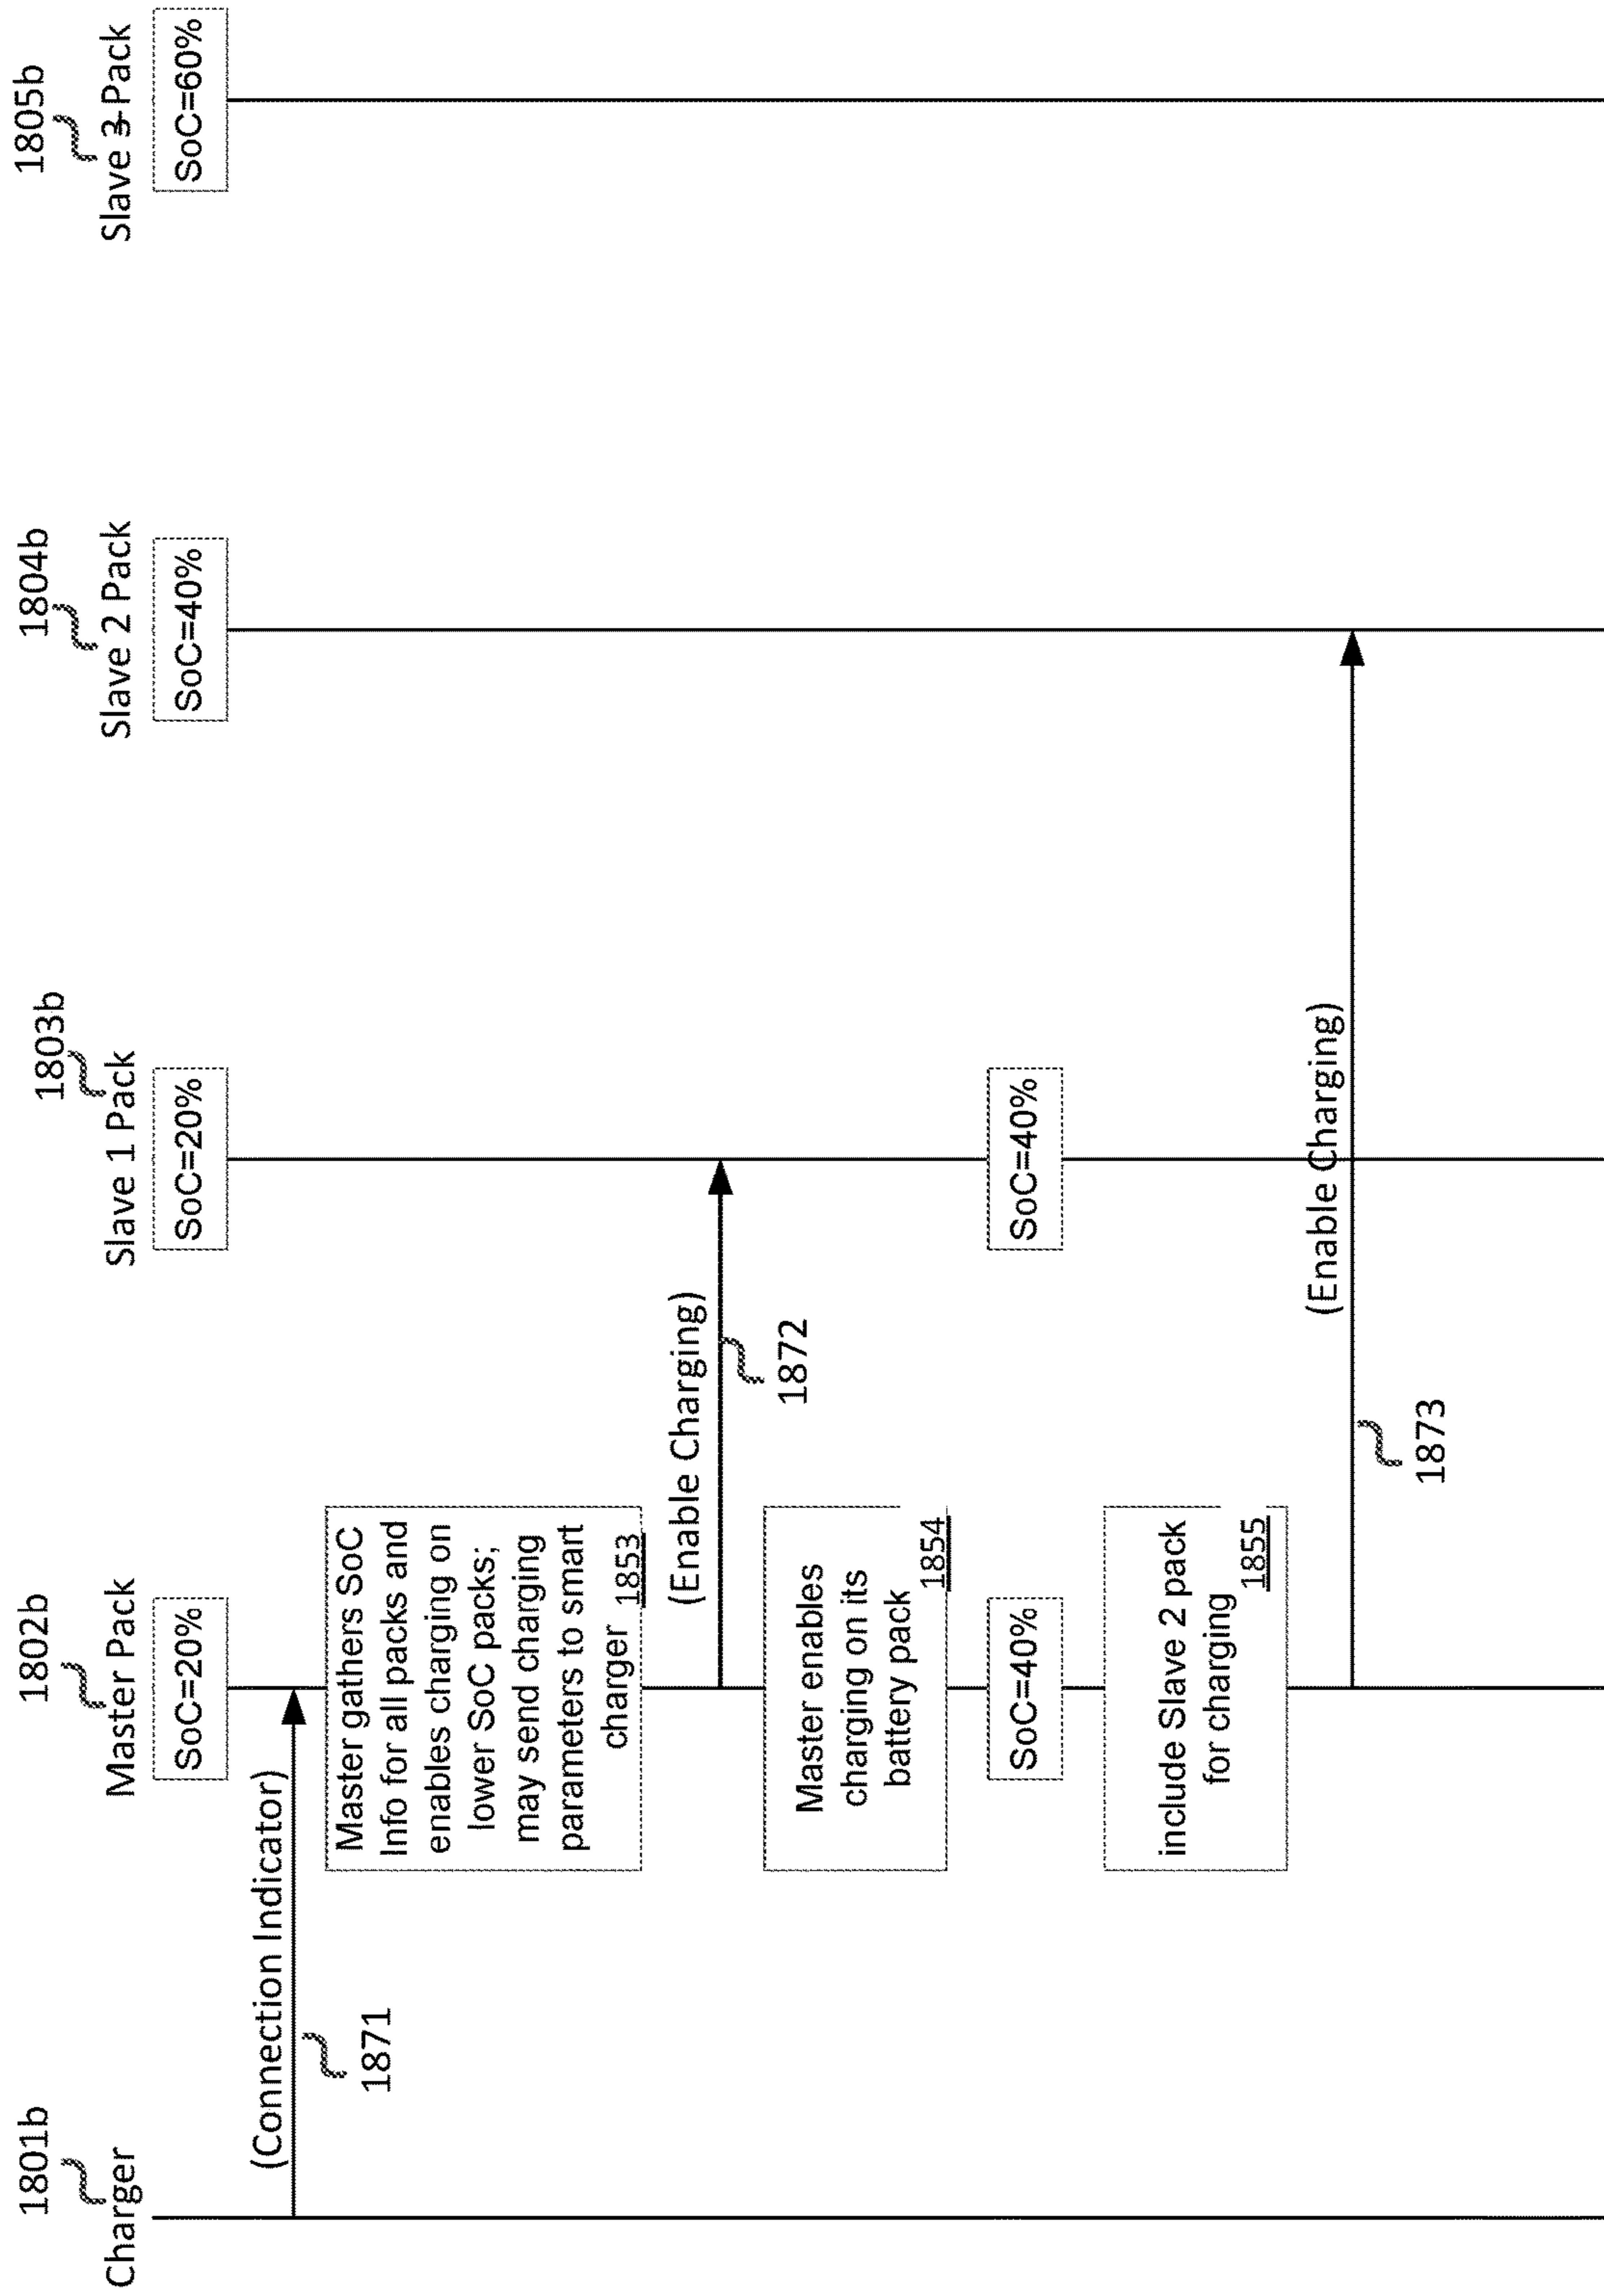 1801b
Charger
1802b
Master Pack
1803b
Slave 1 Pack
1804b
Slave 2 Pack
1805b
Slave 3 Pack
SoC=20%
SoC=20%
SoC=40%
SoC=60%
(Connection Indicator)
1871
Master gathers SoC
Info for all packs and
enables charging on
lower SoC packs;
may send charging
parameters to smart
charger 1853
(Enable Charging)
1872
Master enables
charging on its
battery pack
1854
SoC=40%
SoC=40%
include Slave 2 pack
for charging
1855
(Enable Charging)
1873